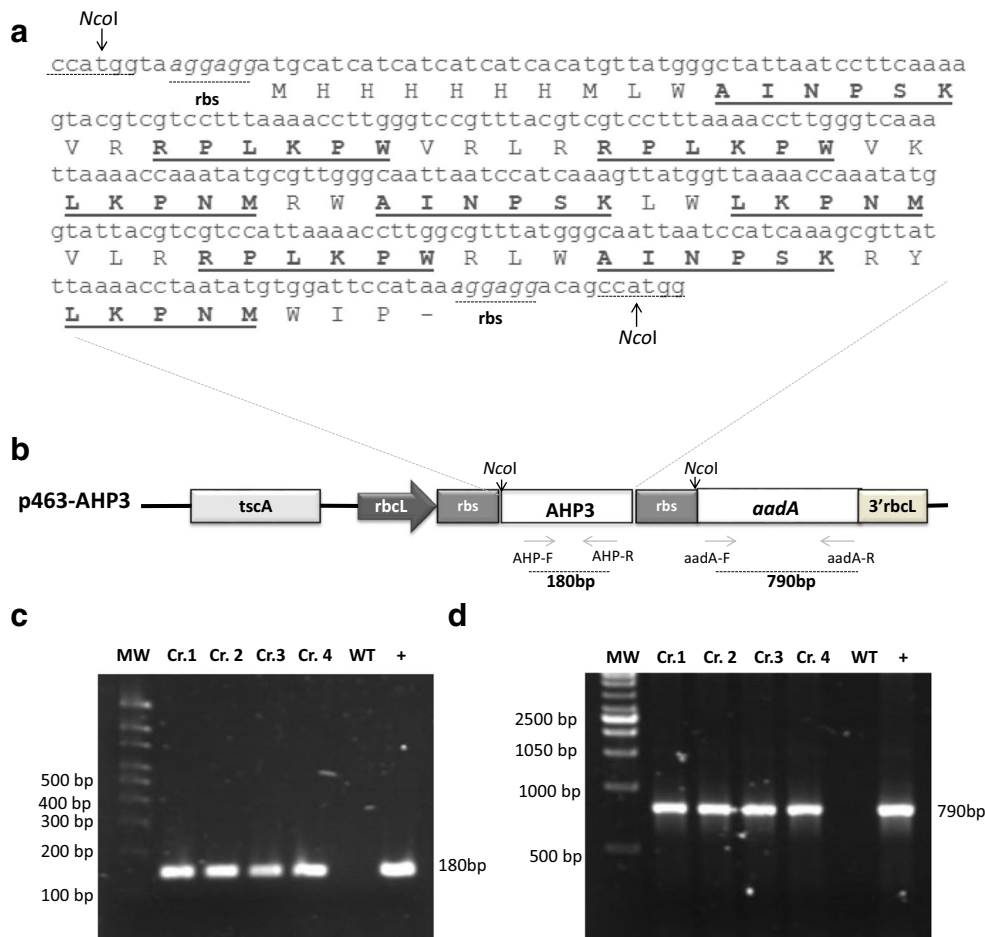 a
NcoI
ccatggtaaggaggatgcatcatcatcatcatcacatgttatgggctattaatccttcaaaa
rbs
M H H H H H H M L W A I N P S K
gtacgtcgtcctttaaaaccttgggtccgtttacgtcgtcctttaaaaccttgggtcaaa
V R R P L K P W V R L R R P L K P W V K
ttaaaaccaaatatgcgttgggcaattaatccatcaaagttatggttaaaaccaaatatg
L K P N M R W A I N P S K L W L K P N M
gtattacgtcgtccattaaaaccttggcgtttatgggcaattaatccatcaaagcgttat
V L R R P L K P W R L W A I N P S K R Y
ttaaaacctaatatgtggattccataaaggaggacagccatgg
L K P N M W I P –
rbs
NcoI
b
NcoI NcoI
p463-AHP3 tscA rbcL rbs AHP3 rbs aadA 3'rbcL
AHP-F AHP-R aadA-F aadA-R
180bp 790bp
c
MW Cr.1 Cr. 2 Cr.3 Cr. 4 WT +
500 bp
400 bp
300 bp
200 bp
180bp
100 bp
d
MW Cr.1 Cr. 2 Cr.3 Cr. 4 WT +
2500 bp
1050 bp
1000 bp
790bp
500 bp